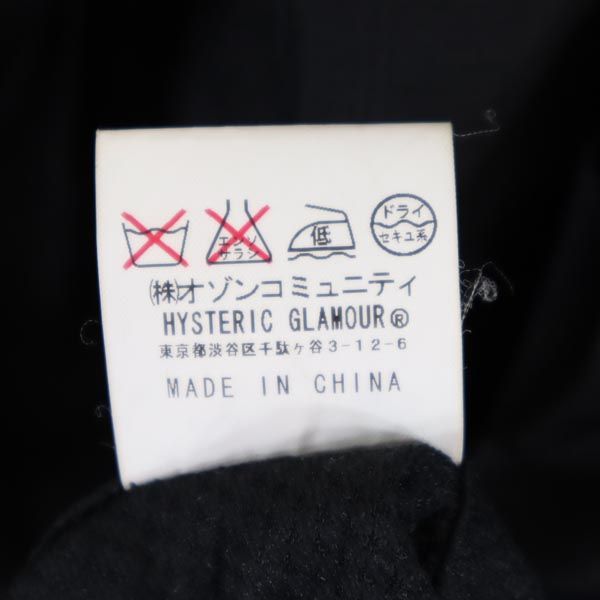 エンソ
サラシ
低
ドライ
セキユ系
(株)オゾンコミュニティ
HYSTERIC GLAMOUR®
東京都渋谷区千駄ヶ谷3-12-6
MADE IN CHINA